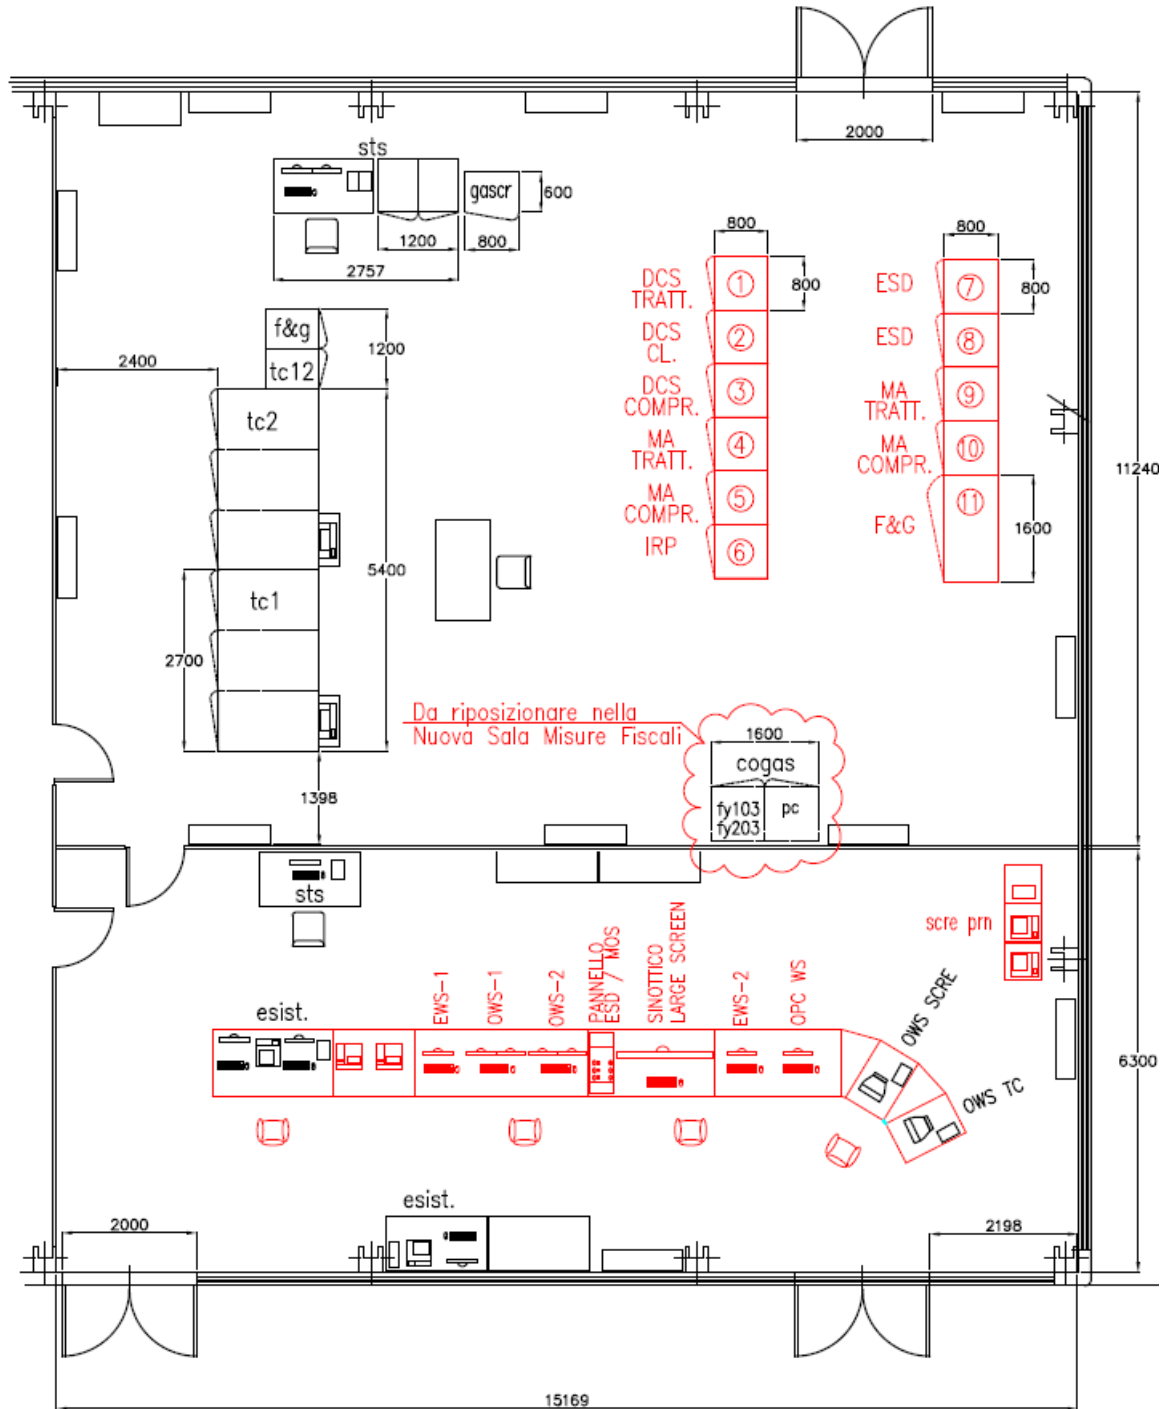 2000
sts
gascr
600
1200
800
2757
800
800
DCS
TRATT.
①
800
ESD
⑦
800
f&g
1200
DCS
CL.
②
ESD
⑧
2400
tc12
DCS
COMPR.
③
MA
TRATT.
⑨
tc2
MA
TRATT.
④
MA
COMPR.
⑩
11240
MA
COMPR.
⑤
F&G
⑪
1600
IRP
⑥
5400
tc1
2700
Da riposizionare nella
Nuova Sala Misure Fiscali
1600
cogas
fy103
fy203
pc
1398
sts
scre prn
EWS-1
OWS-1
OWS-2
PANNELLO
ESD / MOS
SINOTTICO
LARGE SCREEN
EWS-2
OPC WS
OWS SCRE
OWS TC
esist.
6300
esist.
2000
2198
15169